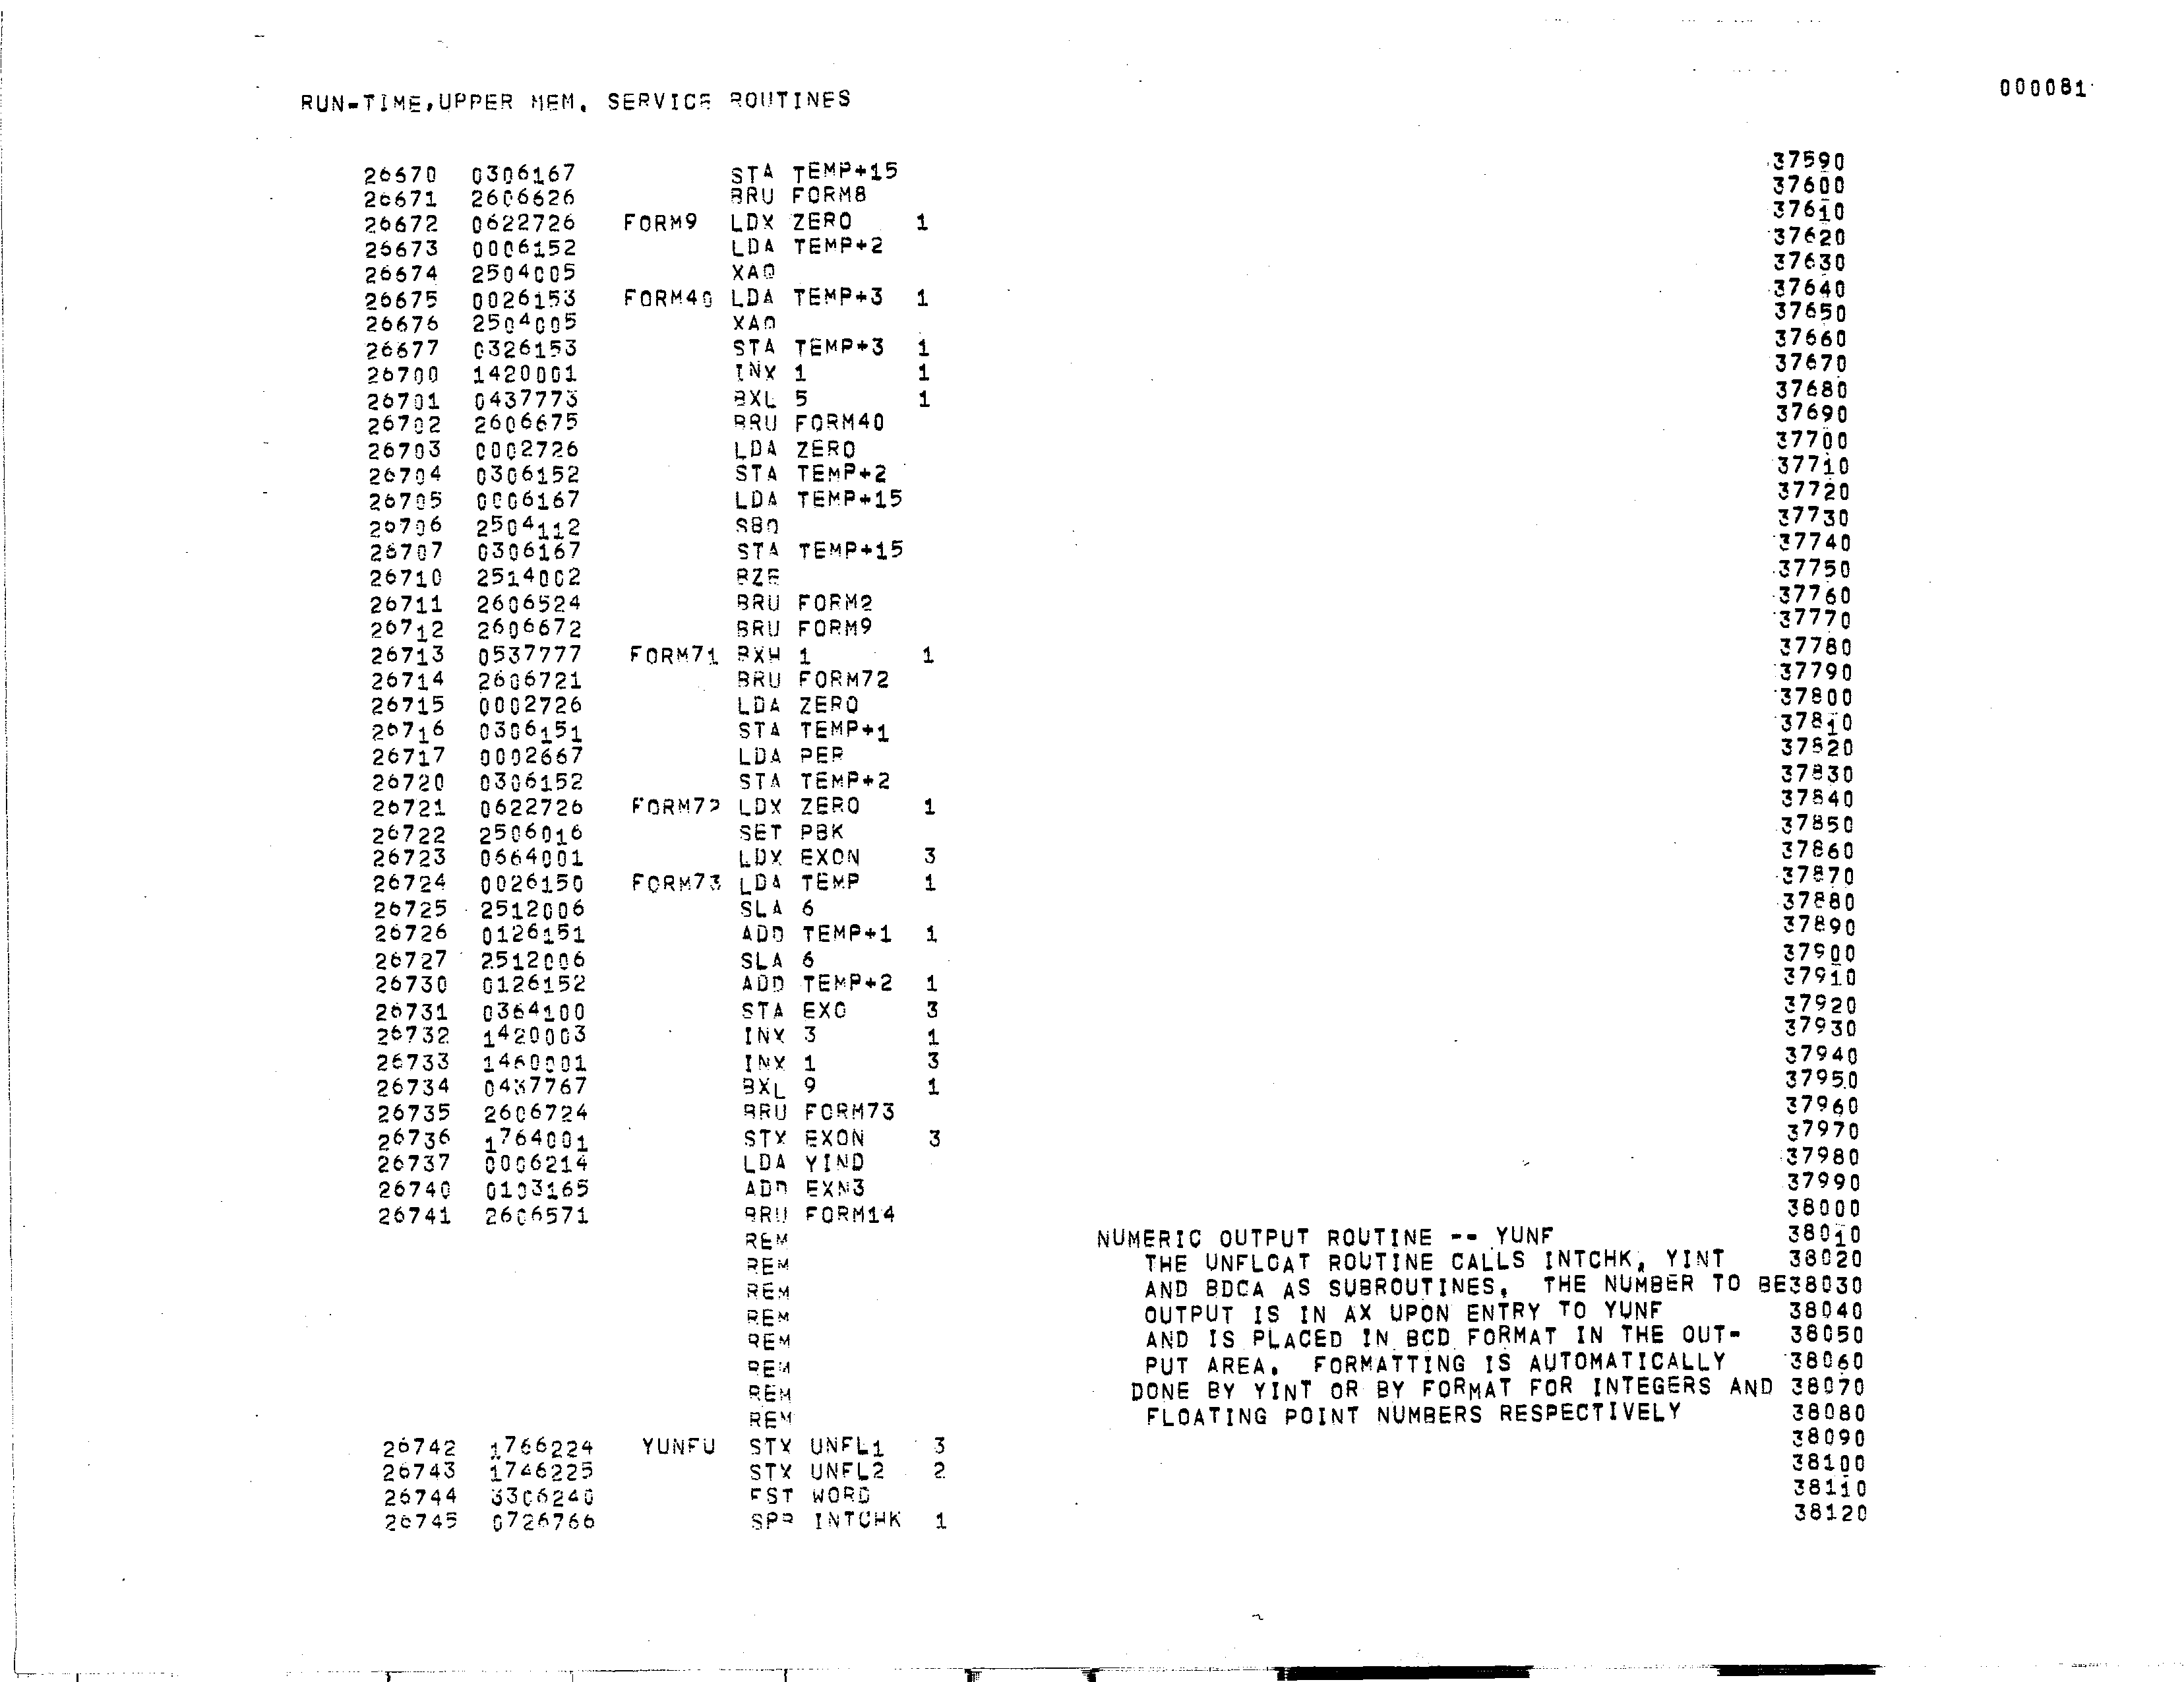 000081
RUN-TIME,UPPER MEM. SERVICE ROUTINES
26670 0306167 STA TEMP+15 37590
26671 2606626 BRU FORM8 37600
26672 0622726 FORM9 LDX ZERO 1 37610
26673 0006152 LDA TEMP+2 37620
26674 2504005 XAQ 37630
26675 0026153 FORM40 LDA TEMP+3 1 37640
26676 2504005 XAQ 37650
26677 0326153 STA TEMP+3 1 37660
26700 1420001 INX 1 1 37670
26701 0437773 BXL 5 1 37680
26702 2606675 BRU FORM40 37690
26703 0002726 LDA ZERO 37700
26704 0306152 STA TEMP+2 37710
26705 0006167 LDA TEMP+15 37720
26706 2504112 SBO 37730
26707 0306167 STA TEMP+15 37740
26710 2514002 BZE 37750
26711 2606524 BRU FORM2 37760
26712 2606672 BRU FORM9 37770
26713 0537777 FORM71 BXH 1 1 37780
26714 2606721 BRU FORM72 37790
26715 0002726 LDA ZERO 37800
26716 0306151 STA TEMP+1 37810
26717 0002667 LDA PER 37820
26720 0306152 STA TEMP+2 37830
26721 0622726 FORM72 LDX ZERO 1 37840
26722 2506016 SET PBK 37850
26723 0664001 LDX EXON 3 37860
26724 0026150 FORM73 LDA TEMP 1 37870
26725 2512006 SLA 6 37880
26726 0126151 ADD TEMP+1 1 37890
26727 2512006 SLA 6 37900
26730 0126152 ADD TEMP+2 1 37910
26731 0364100 STA EXO 3 37920
26732 1420003 INX 3 1 37930
26733 1460001 INX 1 3 37940
26734 0437767 BXL 9 1 37950
26735 2606724 BRU FORM73 37960
26736 1764001 STX EXON 3 37970
26737 0006214 LDA YIND 37980
26740 0103165 ADD EXN3 37990
26741 2606571 BRU FORM14 38000
REM NUMERIC OUTPUT ROUTINE -- YUNF 38010
REM THE UNFLOAT ROUTINE CALLS INTCHK, YINT 38020
REM AND BDCA AS SUBROUTINES. THE NUMBER TO BE38030
REM OUTPUT IS IN AX UPON ENTRY TO YUNF 38040
REM AND IS PLACED IN BCD FORMAT IN THE OUT- 38050
REM PUT AREA. FORMATTING IS AUTOMATICALLY 38060
REM DONE BY YINT OR BY FORMAT FOR INTEGERS AND 38070
REM FLOATING POINT NUMBERS RESPECTIVELY 38080
26742 1766224 YUNFU STX UNFL1 3 38090
26743 1746225 STX UNFL2 2 38100
26744 3306240 FST WORD 38110
26745 0726766 SPB INTCHK 1 38120